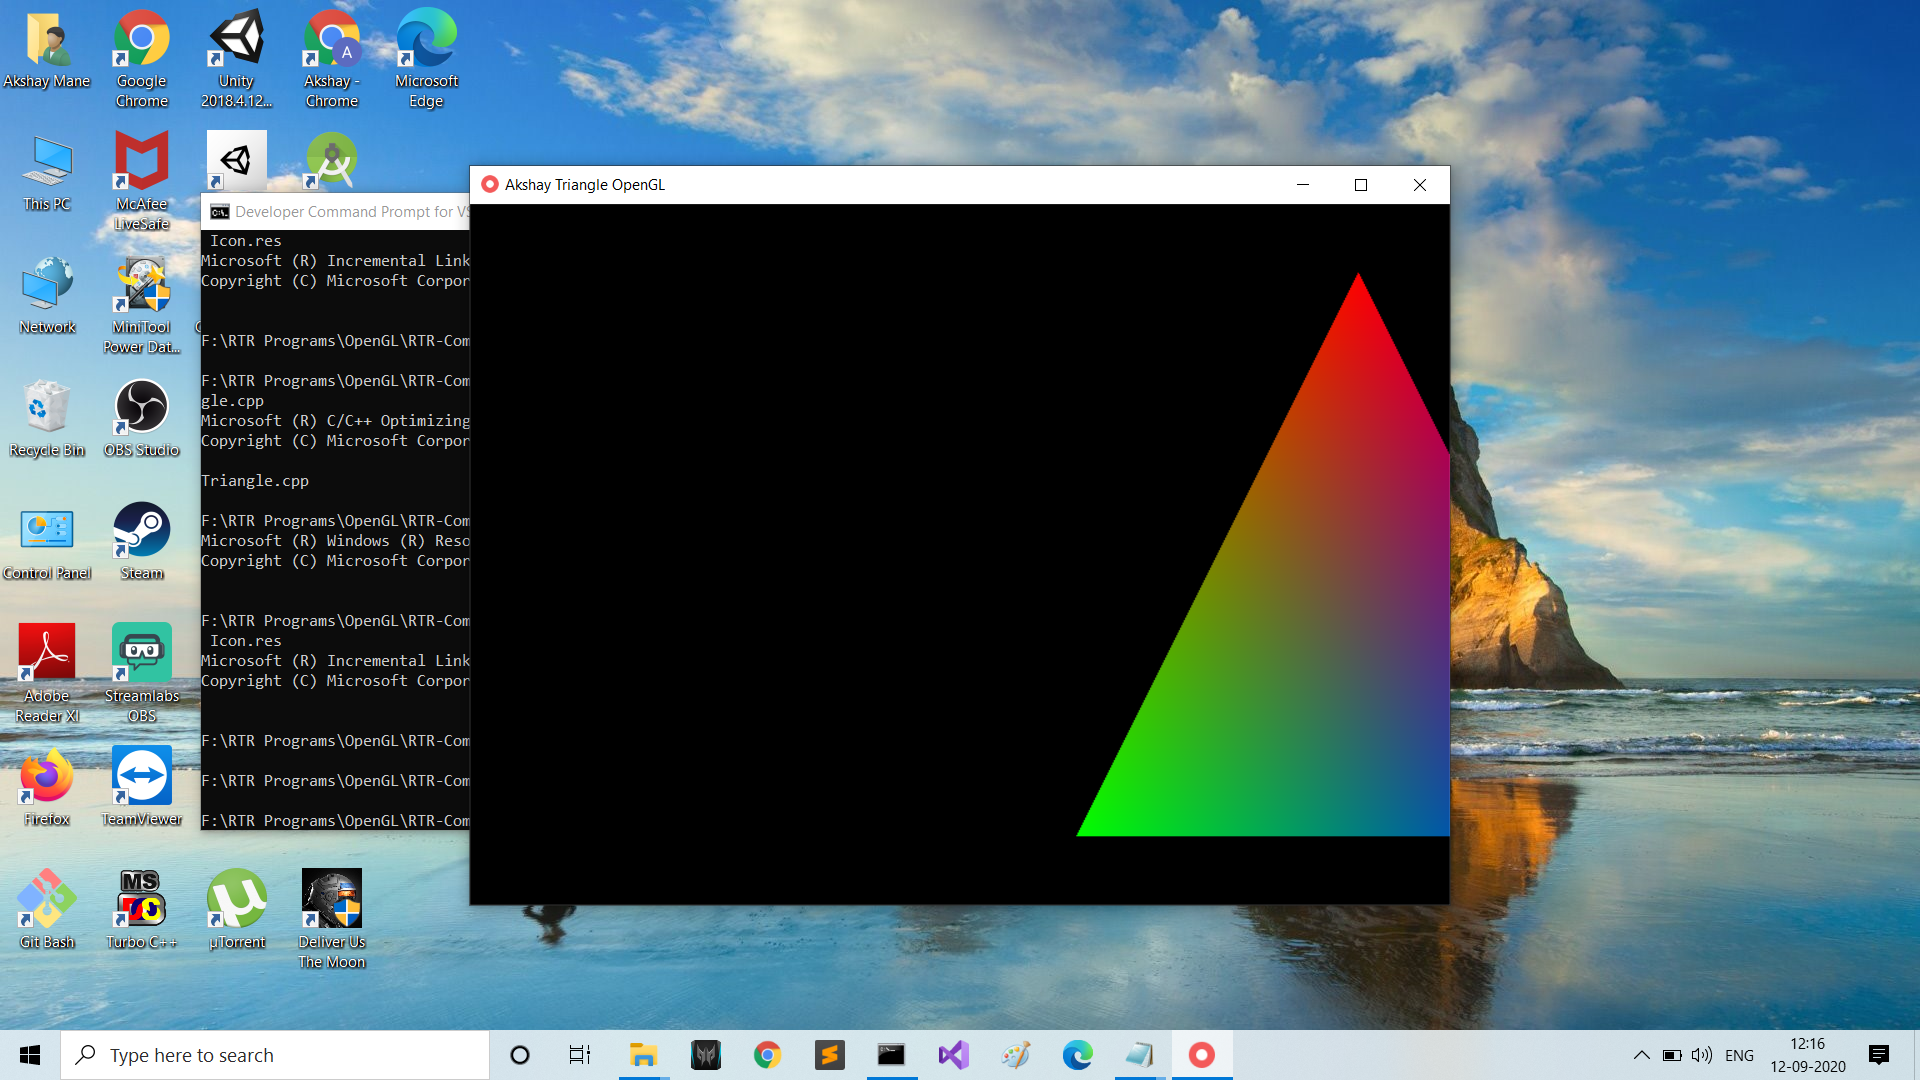 Akshay Mane
Google
Chrome
Unity
2018.4.12...
A
Akshay -
Chrome
Microsoft
Edge
This PC
McAfee
LiveSafe
Network
MiniTool
Power Dat...
Recycle Bin
OBS Studio
Control Panel
Steam
Adobe
Reader XI
Streamlabs
OBS
Firefox
TeamViewer
Git Bash
MS
Turbo C++
µTorrent
Deliver Us
The Moon
Developer Command Prompt for VS
Icon.res
Microsoft (R) Incremental Link
Copyright (C) Microsoft Corpor
F:\RTR Programs\OpenGL\RTR-Com
F:\RTR Programs\OpenGL\RTR-Com
gle.cpp
Microsoft (R) C/C++ Optimizing
Copyright (C) Microsoft Corpor
Triangle.cpp
F:\RTR Programs\OpenGL\RTR-Com
Microsoft (R) Windows (R) Reso
Copyright (C) Microsoft Corpor
F:\RTR Programs\OpenGL\RTR-Com
Icon.res
Microsoft (R) Incremental Link
Copyright (C) Microsoft Corpor
F:\RTR Programs\OpenGL\RTR-Com
F:\RTR Programs\OpenGL\RTR-Com
F:\RTR Programs\OpenGL\RTR-Com
Akshay Triangle OpenGL
Type here to search
ENG
12:16
12-09-2020